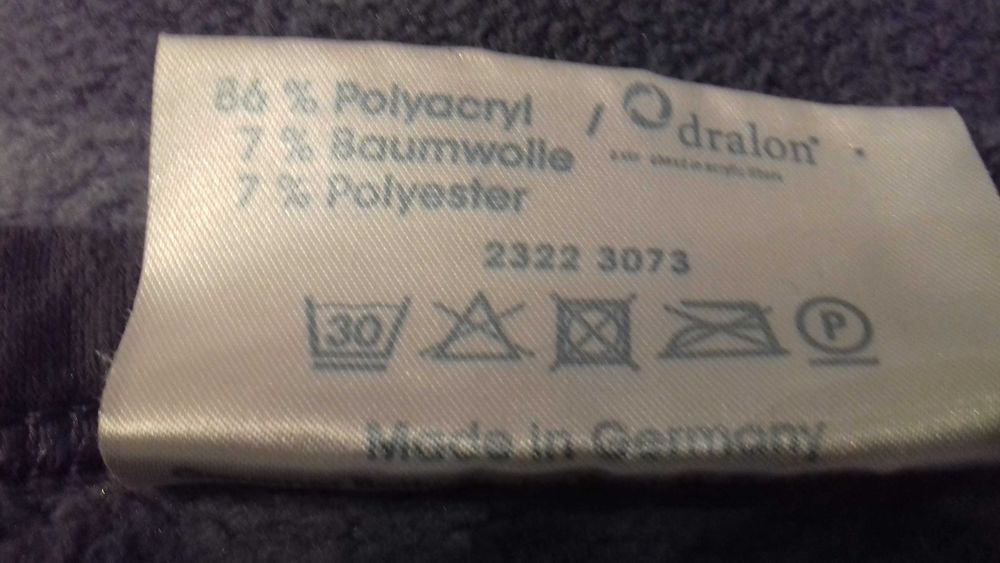 86 % Polyacryl / dralon®
7 % Baumwolle
7 % Polyester
2322 3073
30
P
Made in Germany